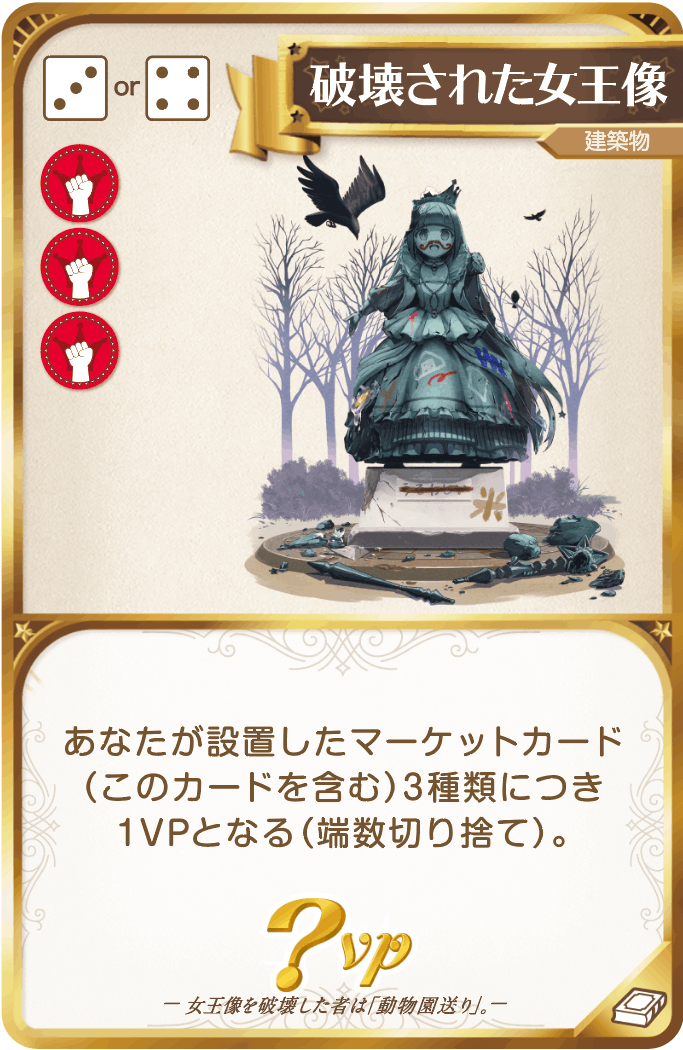 or
破壊された女王像
建築物
あなたが設置したマーケットカード
（このカードを含む）3種類につき
1VPとなる（端数切り捨て）。
?vp
― 女王像を破壊した者は「動物園送り」。―